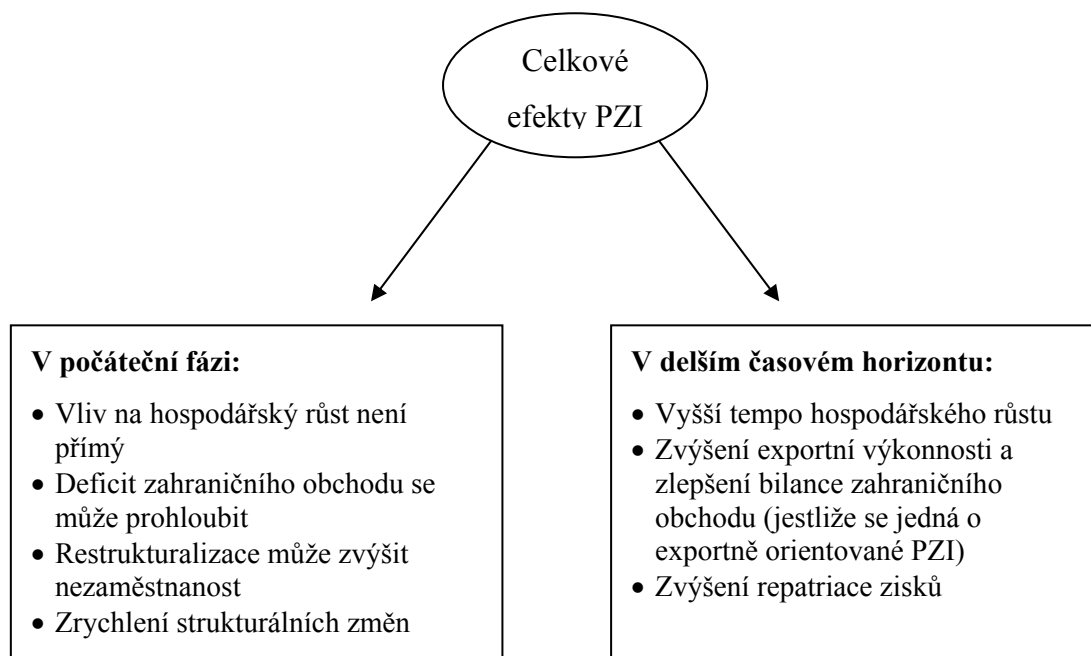 Celkové
efekty PZI
V počáteční fázi:
• Vliv na hospodářský růst není
přímý
• Deficit zahraničního obchodu se
může prohloubit
• Restrukturalizace může zvýšit
nezaměstnanost
• Zrychlení strukturálních změn
V delším časovém horizontu:
• Vyšší tempo hospodářského růstu
• Zvýšení exportní výkonnosti a
zlepšení bilance zahraničního
obchodu (jestliže se jedná o
exportně orientované PZI)
• Zvýšení repatriace zisků